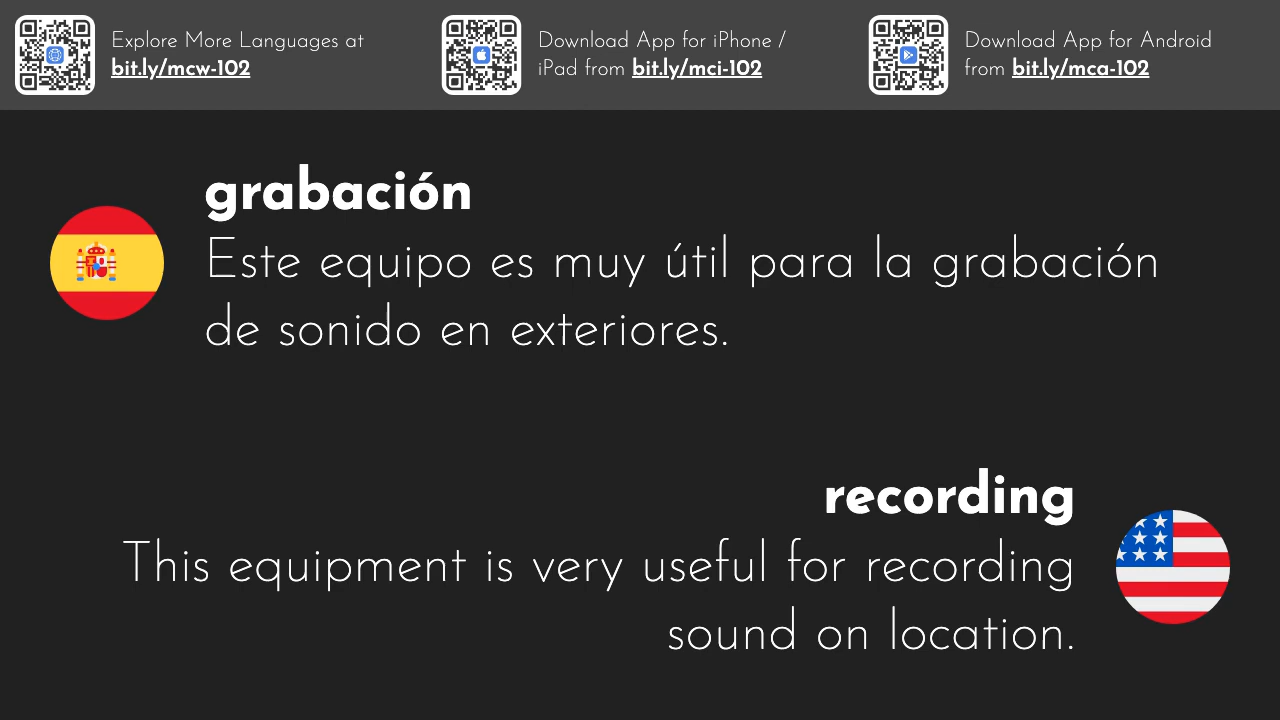 Explore More Languages at
bit.ly/mcw-102
Download App for iPhone /
iPad from bit.ly/mci-102
Download App for Android
from bit.ly/mca-102
grabación
Este equipo es muy útil para la grabación
de sonido en exteriores.
recording
This equipment is very useful for recording
sound on location.